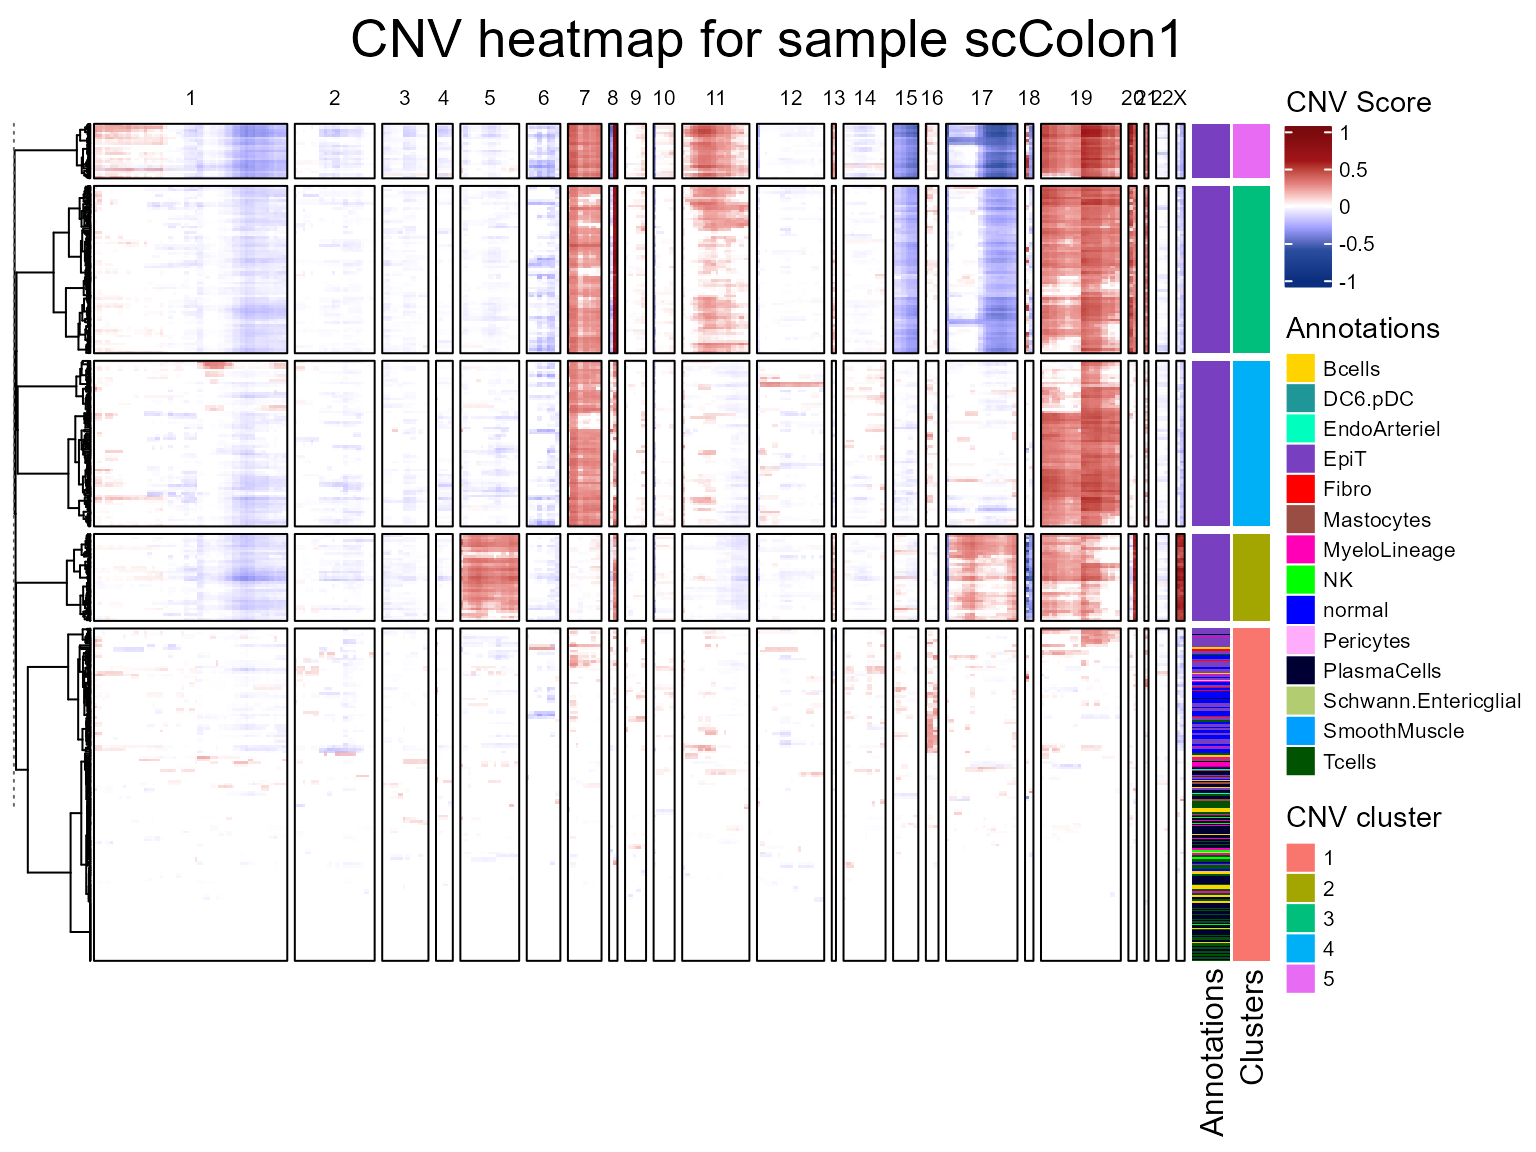 CNV heatmap for sample scColon1
1 2 3 4 5 6 7 8 9 10 11 12 13 14 15 16 17 18 19 20 21 22 X
CNV Score
1
0.5
0
-0.5
-1
Annotations
Bcells
DC6.pDC
EndoArteriel
EpiT
Fibro
Mastocytes
MyeloLineage
NK
normal
Pericytes
PlasmaCells
Schwann.Entericglial
SmoothMuscle
Tcells
CNV cluster
1
2
3
4
5
Annotations
Clusters